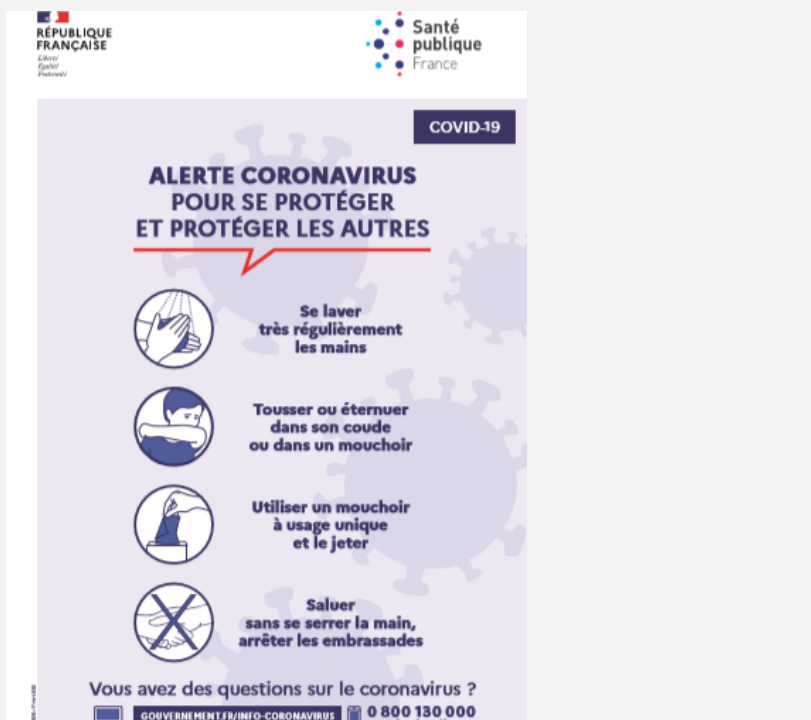 RÉPUBLIQUE
FRANÇAISE
Liberté
Égalité
Fraternité
Santé
publique
France
COVID-19
ALERTE CORONAVIRUS
POUR SE PROTÉGER
ET PROTÉGER LES AUTRES
Se laver
très régulièrement
les mains
Tousser ou éternuer
dans son coude
ou dans un mouchoir
Utiliser un mouchoir
à usage unique
et le jeter
Saluer
sans se serrer la main,
arrêter les embrassades
Vous avez des questions sur le coronavirus ?
GOUVERNEMENT.FR/INFO-CORONAVIRUS
0 800 130 000